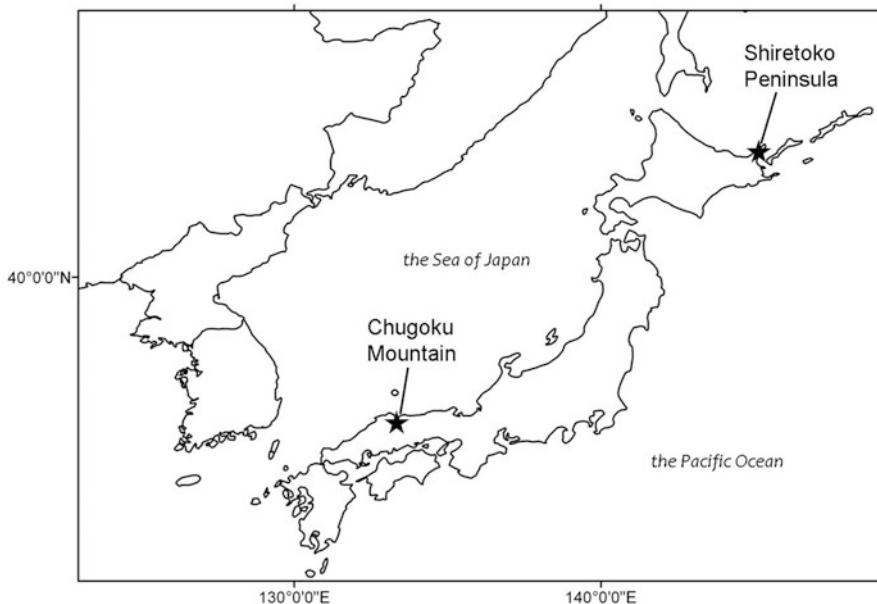 Shiretoko
Peninsula
the Sea of Japan
40°0'0"N
Chugoku
Mountain
the Pacific Ocean
130°0'0"E
140°0'0"E